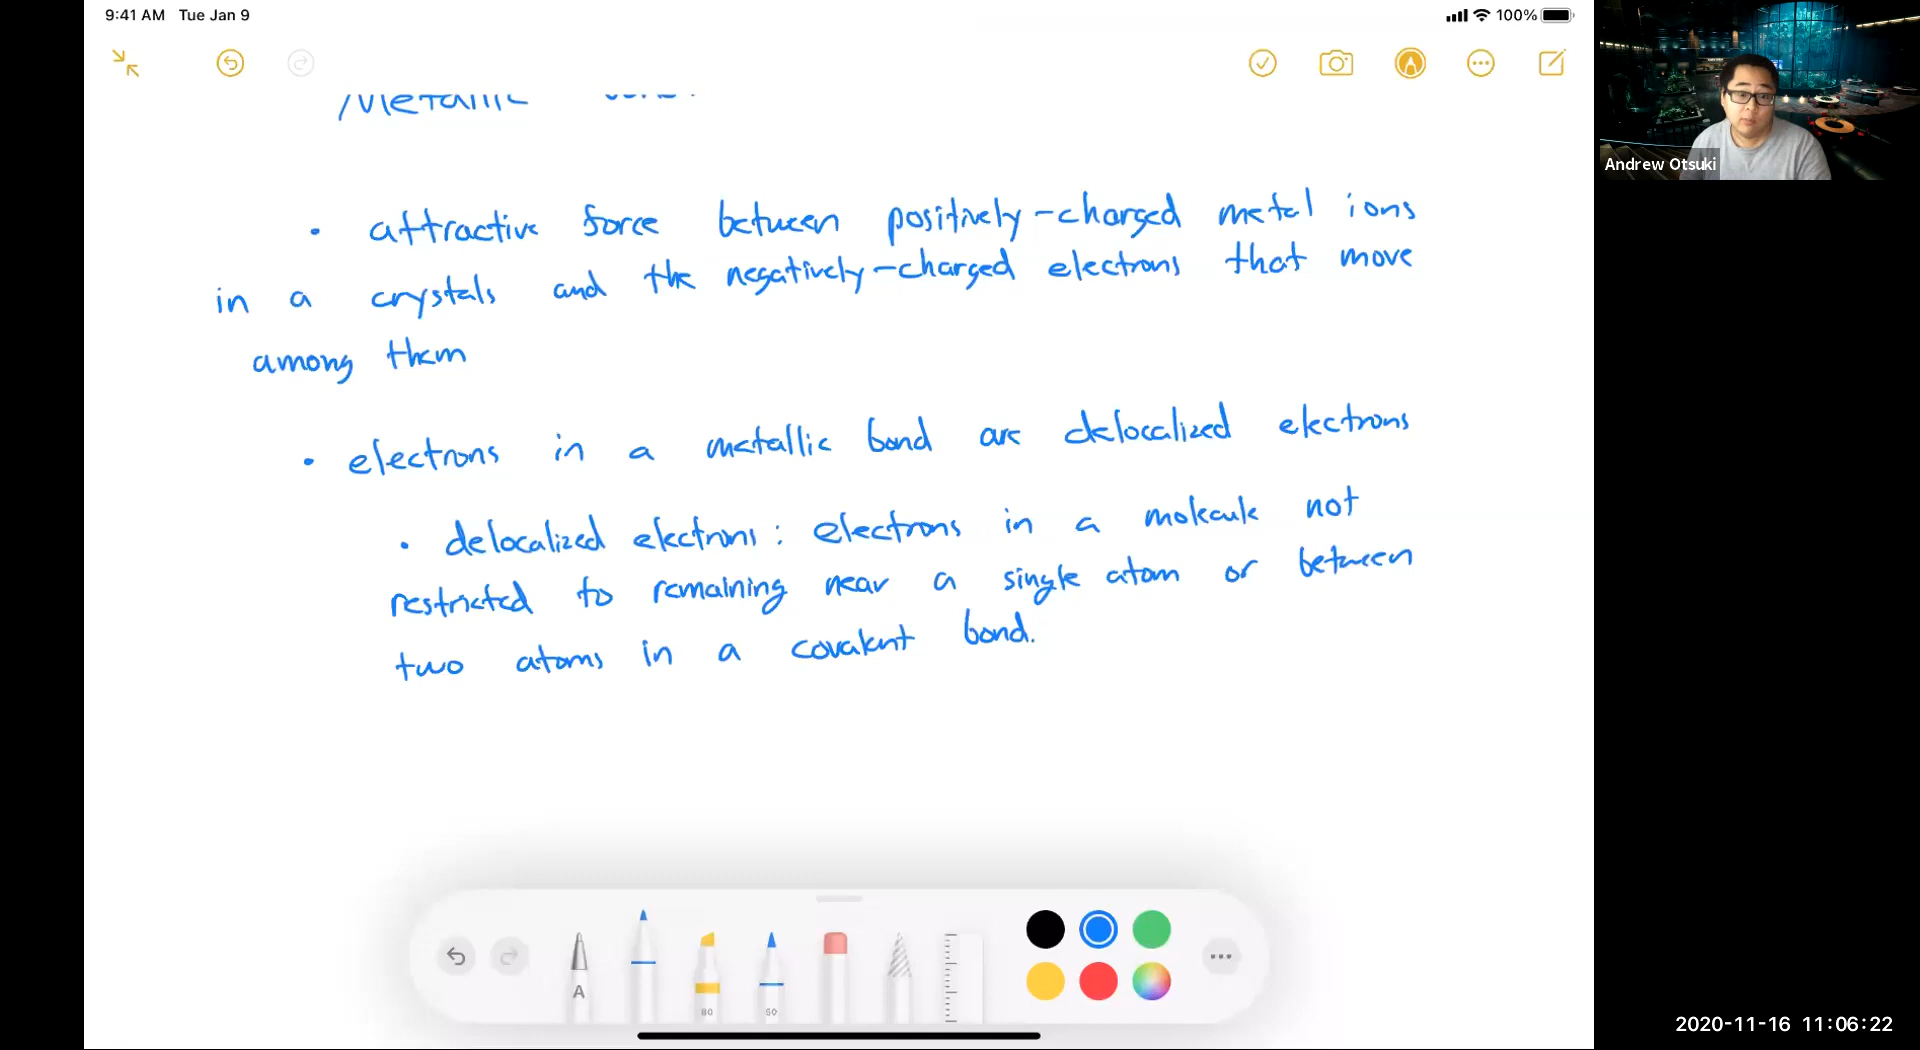 9:41 AM Tue Jan 9
100%
Metallic
Andrew Otsuki
• attractive force between positively-charged metal ions
in a crystals and the negatively-charged electrons that move
among them
• electrons in a metallic bond are delocalized electrons
• delocalized electrons: electrons in a molecule not
restricted to remaining near a single atom or between
two atoms in a covalent bond.
A
80
50
2020-11-16 11:06:22